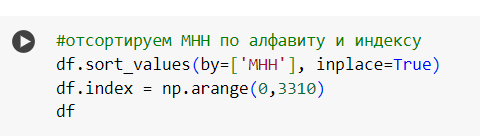 #отсортируем МНН по алфавиту и индексу
df.sort_values(by=['МНН'], inplace=True)
df.index = np.arange(0,3310)
df